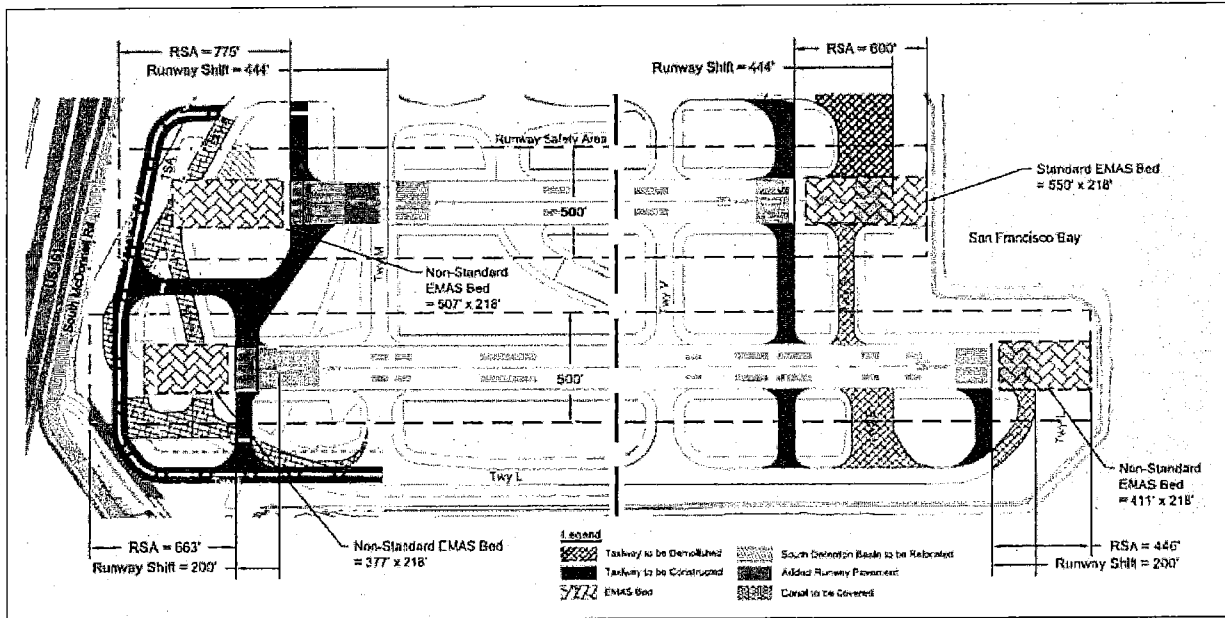 RSA = 775'
Runway Shift = 444'
RSA = 600'
Runway Shift = 444'
Runway Safety Area
Standard EMAS Bed
= 550' x 218'
500'
San Francisco Bay
South McDonnell Rd
Twy M
Twy V
Non-Standard
EMAS Bed
= 507' x 218'
500'
Twy L
Non-Standard
EMAS Bed
= 411' x 218'
RSA = 663'
Runway Shift = 200'
Non-Standard EMAS Bed
= 377' x 218'
RSA = 446'
Runway Shift = 200'
Legend
Taxiway to be Demolished
Taxiway to be Constructed
EMAS Bed
South Detention Basin to be Relocated
Added Runway Pavement
Canal to be Covered